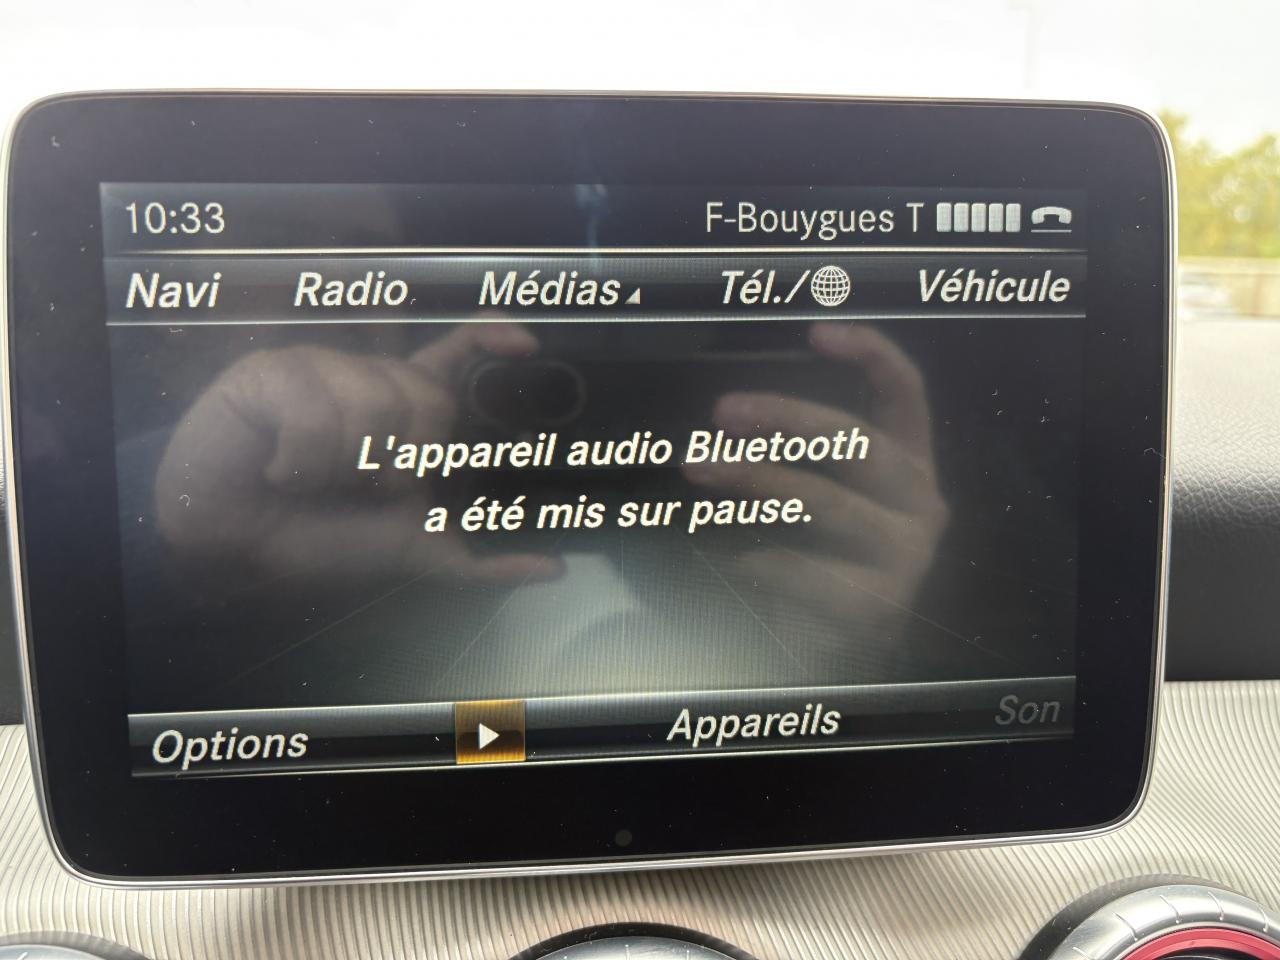 10:33 F-Bouygues T
Navi Radio Médias Tél./ Véhicule
L'appareil audio Bluetooth
a été mis sur pause.
Options Appareils Son